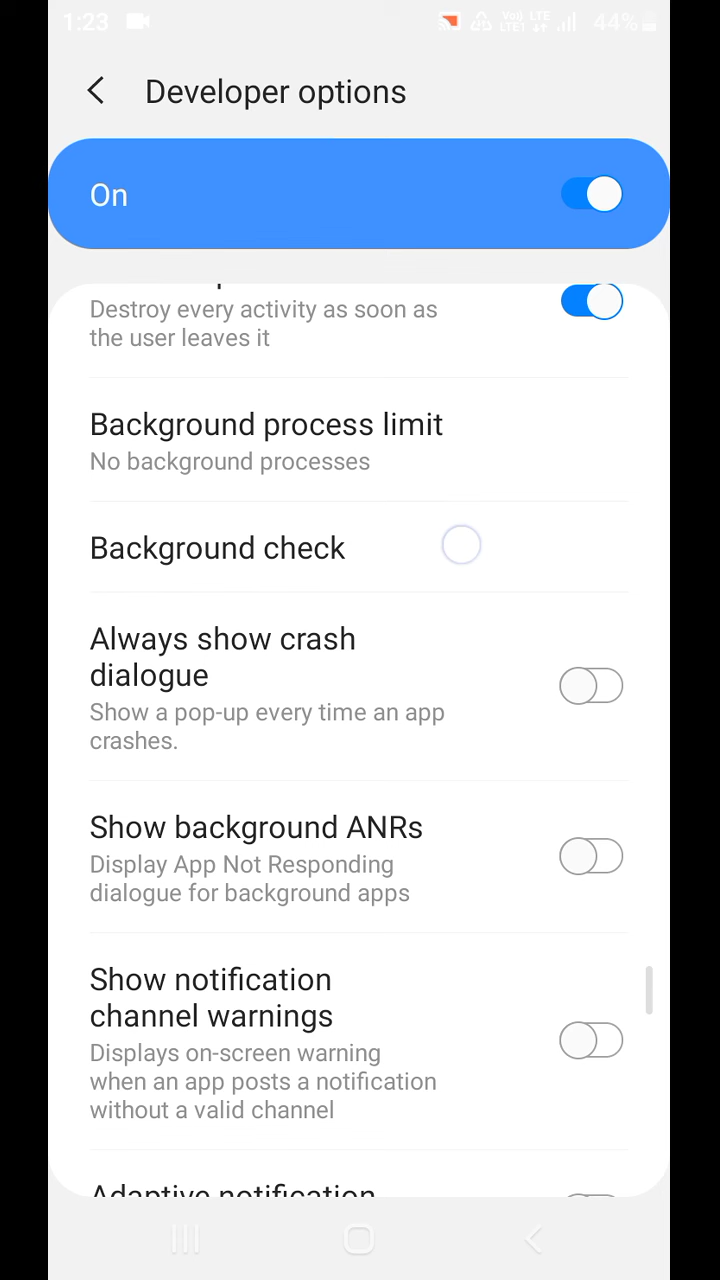 1:23
Vo)) LTE
LTE1
44%
Developer options
On
Destroy every activity as soon as
the user leaves it
Background process limit
No background processes
Background check
Always show crash
dialogue
Show a pop-up every time an app
crashes.
Show background ANRs
Display App Not Responding
dialogue for background apps
Show notification
channel warnings
Displays on-screen warning
when an app posts a notification
without a valid channel
Adaptive notification